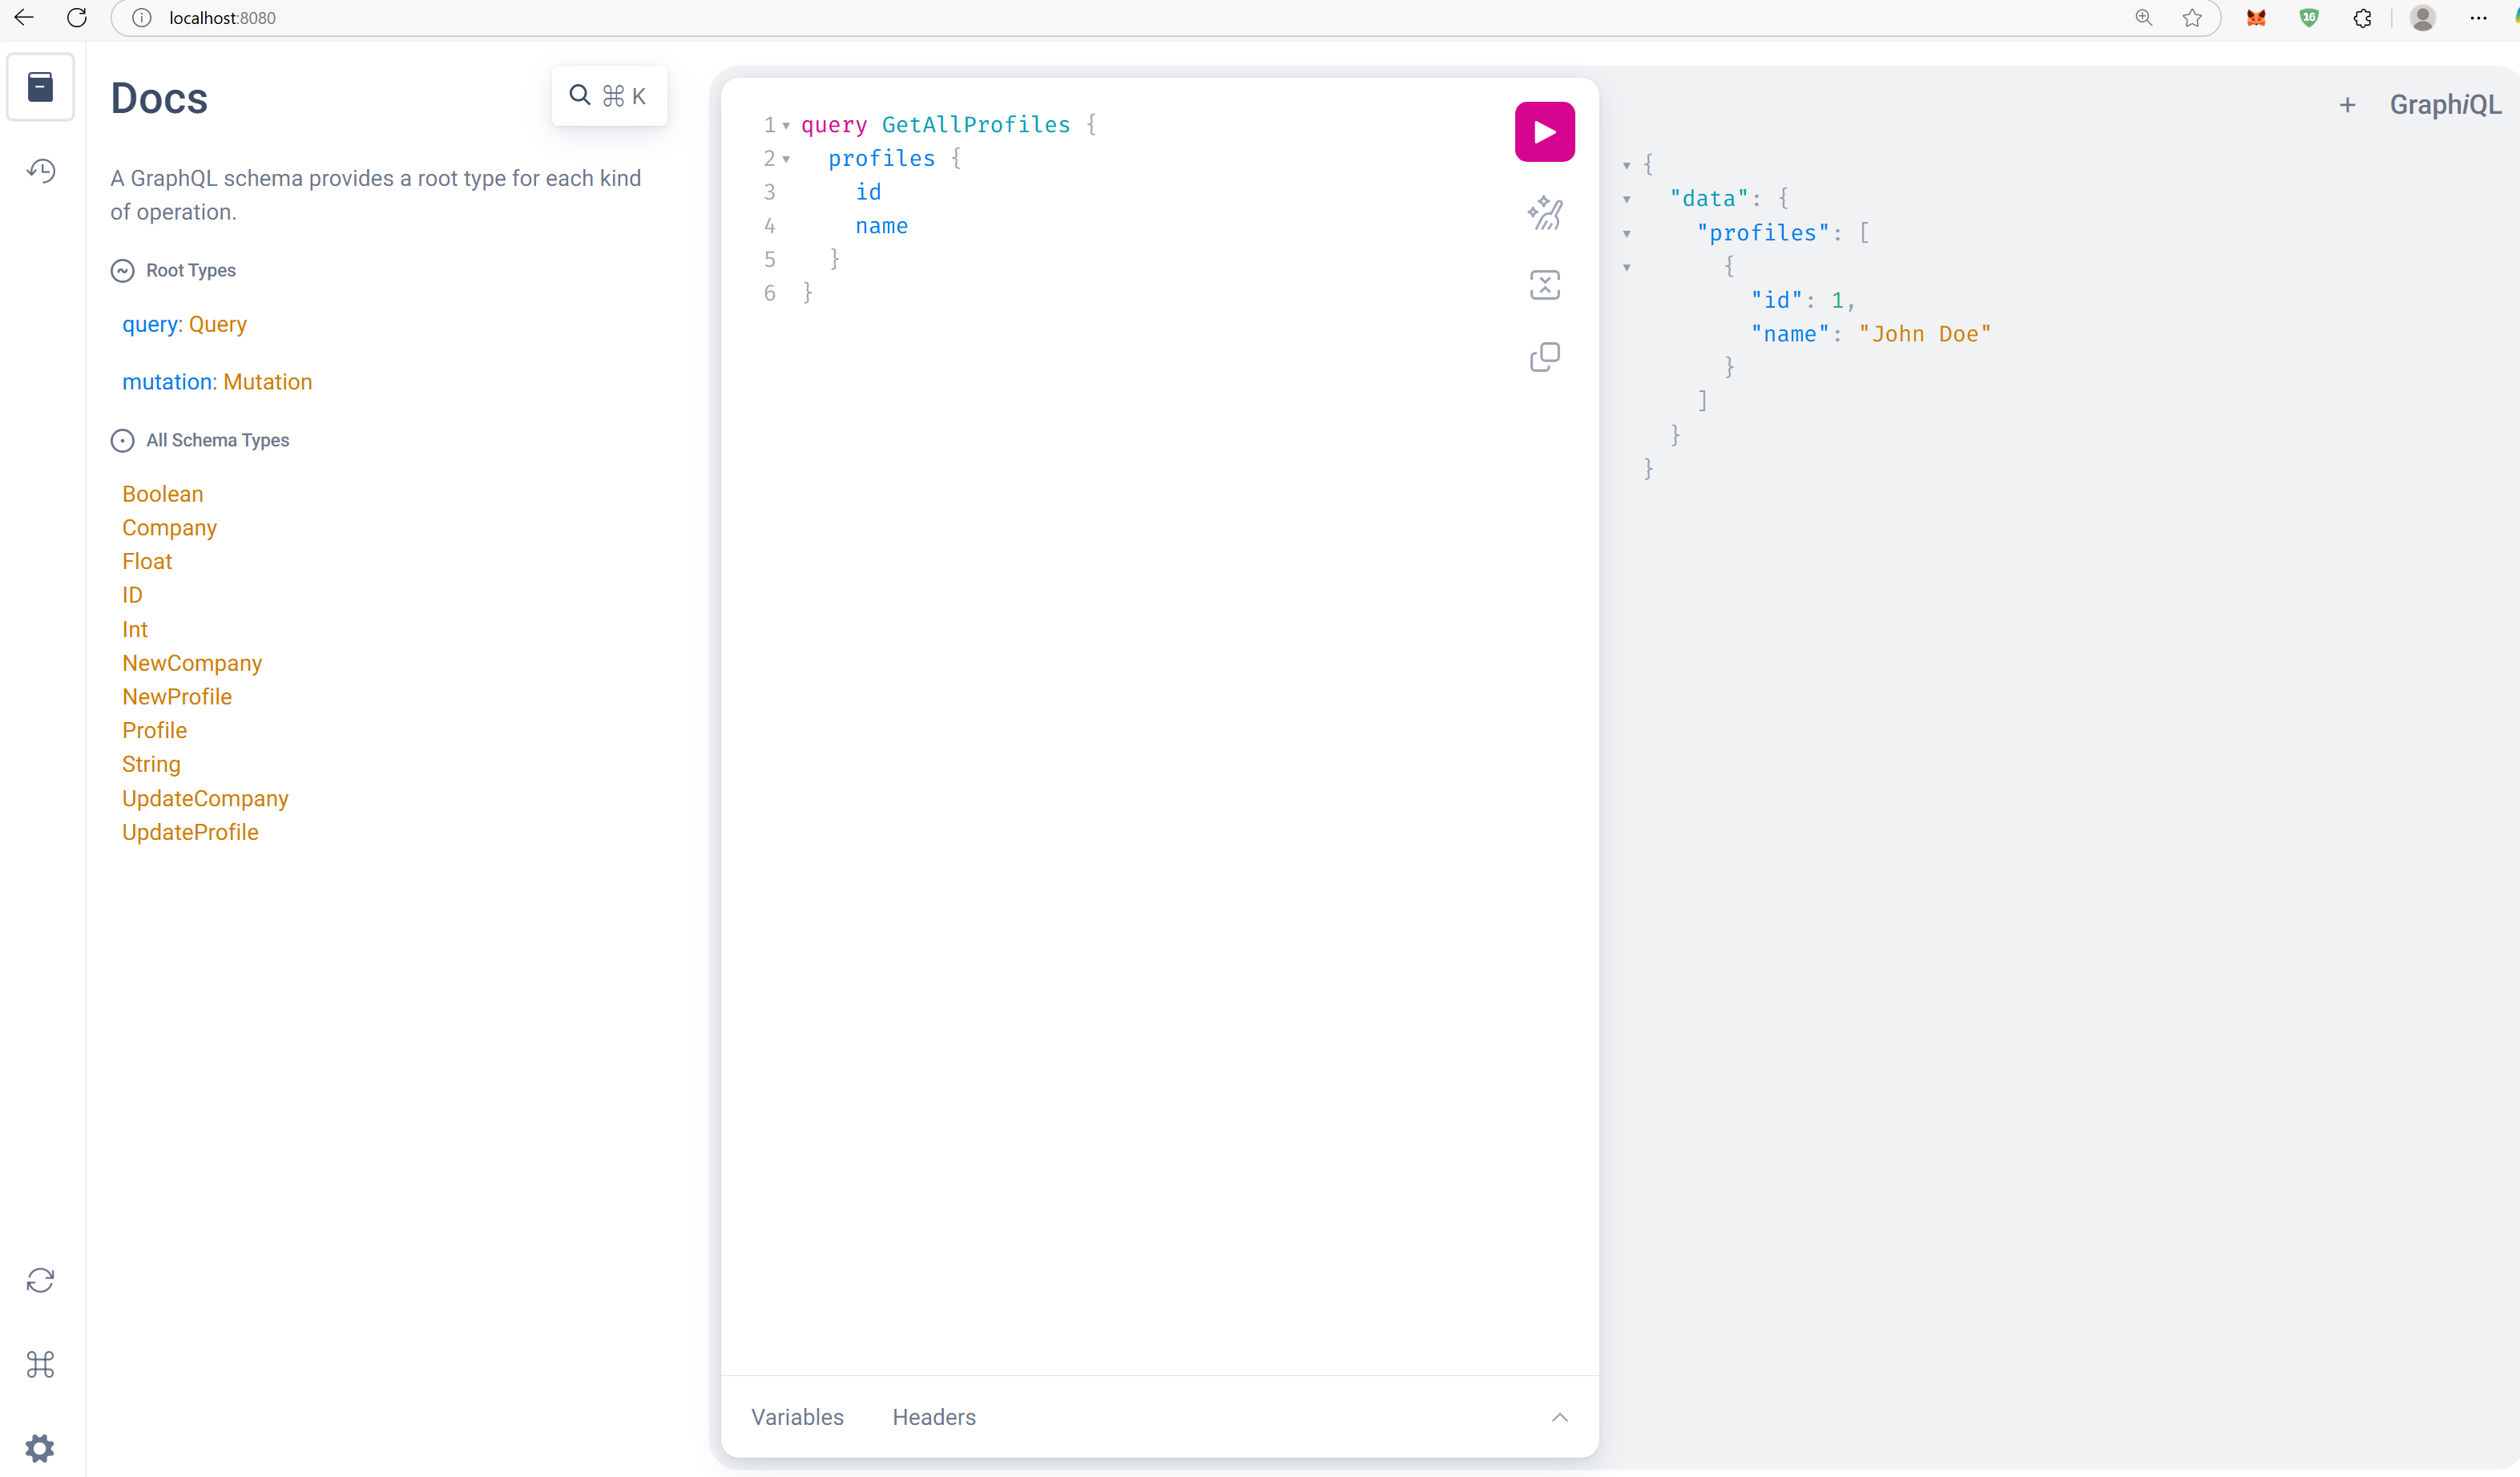 localhost:8080
16
Docs
⌘ K
A GraphQL schema provides a root type for each kind
of operation.
Root Types
query: Query
mutation: Mutation
All Schema Types
Boolean
Company
Float
ID
Int
NewCompany
NewProfile
Profile
String
UpdateCompany
UpdateProfile
1 query GetAllProfiles {
2 profiles {
3 id
4 name
5 }
6 }
Variables Headers
+ GraphiQL
{
"data": {
"profiles": [
{
"id": 1,
"name": "John Doe"
}
]
}
}